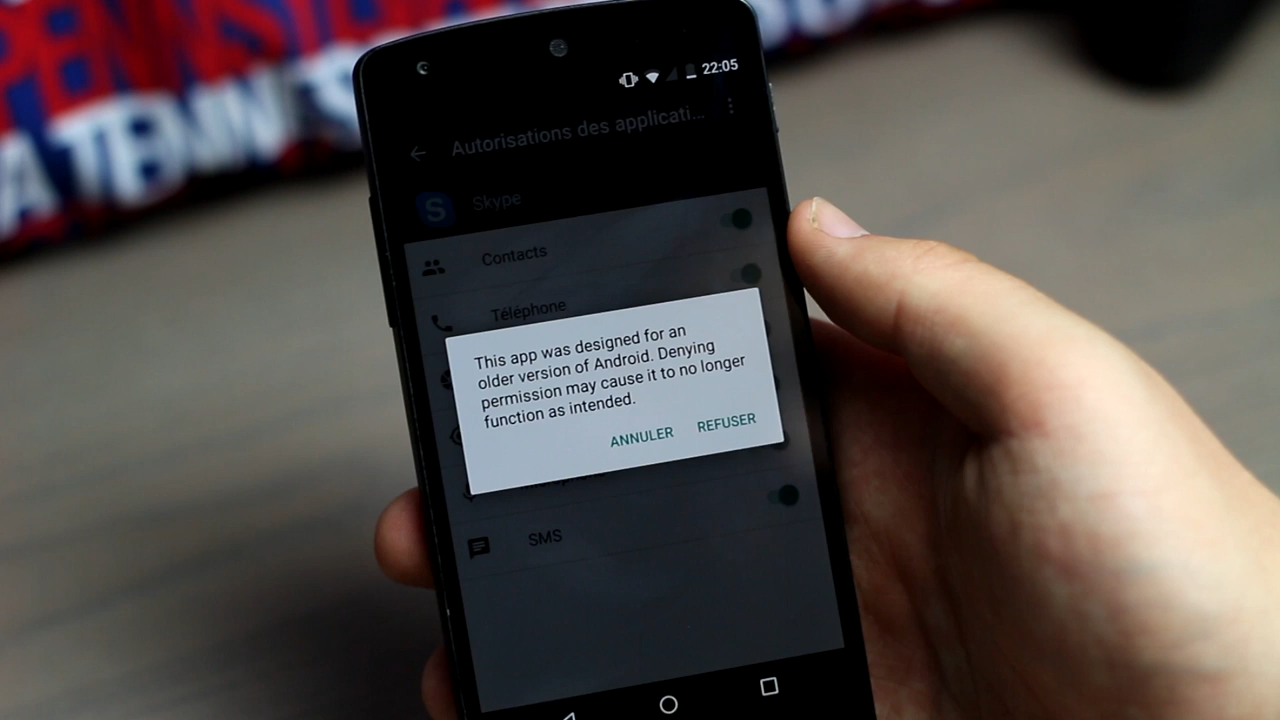 22:05
Autorisations des applicati...
S
Skype
Contacts
Téléphone
This app was designed for an
older version of Android. Denying
permission may cause it to no longer
function as intended.
ANNULER REFUSER
SMS